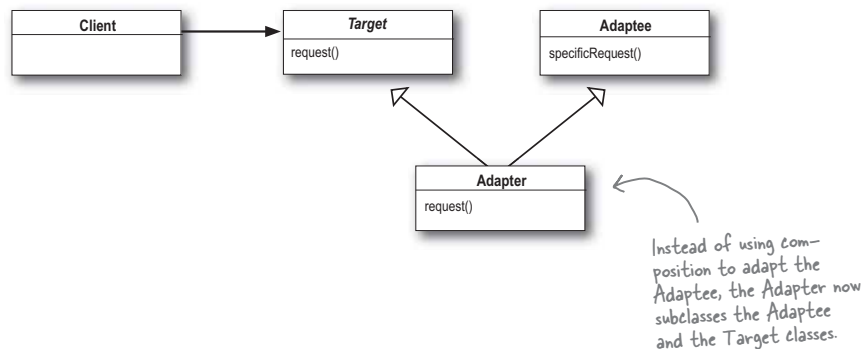 Client
Target
request()
Adaptee
specificRequest()
Adapter
request()
Instead of using com-
position to adapt the
Adaptee, the Adapter now
subclasses the Adaptee
and the Target classes.